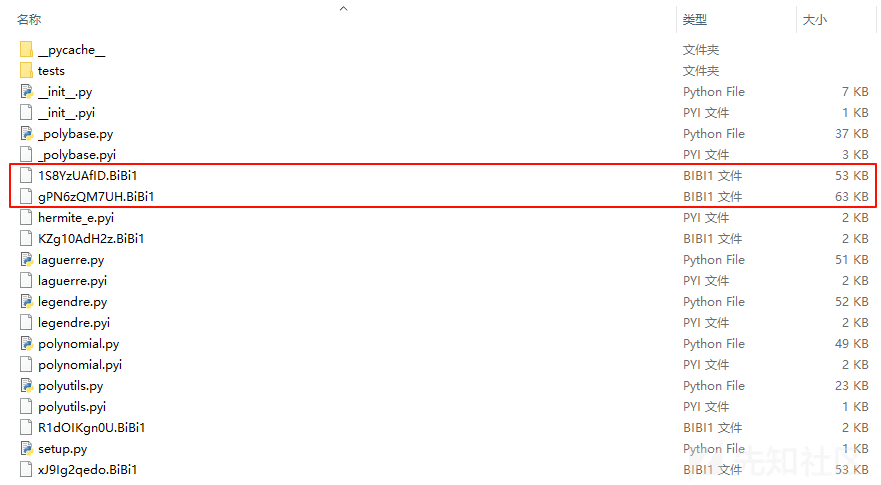 名称 类型 大小
__pycache__ 文件夹
tests 文件夹
__init__.py Python File 7 KB
__init__.pyi PYI 文件 1 KB
_polybase.py Python File 37 KB
_polybase.pyi PYI 文件 3 KB
1S8YzUAfID.BiBi1 BIBI1 文件 53 KB
gPN6zQM7UH.BiBi1 BIBI1 文件 63 KB
hermite_e.pyi PYI 文件 2 KB
KZg10AdH2z.BiBi1 BIBI1 文件 2 KB
laguerre.py Python File 51 KB
laguerre.pyi PYI 文件 2 KB
legendre.py Python File 52 KB
legendre.pyi PYI 文件 2 KB
polynomial.py Python File 49 KB
polynomial.pyi PYI 文件 2 KB
polyutils.py Python File 23 KB
polyutils.pyi PYI 文件 1 KB
R1dOIKgn0U.BiBi1 BIBI1 文件 2 KB
setup.py Python File 1 KB
xJ9Ig2qedo.BiBi1 BIBI1 文件 53 KB
先知社区